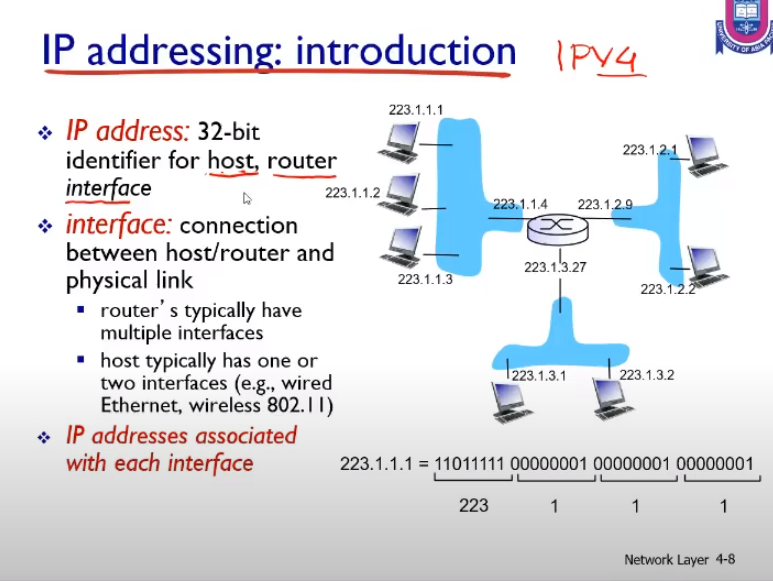 IP addressing: introduction
IPV4
UNIVERSITY OF ASIA PACIFIC
❖ IP address: 32-bit
identifier for host, router
interface
❖ interface: connection
between host/router and
physical link
▪ router's typically have
multiple interfaces
▪ host typically has one or
two interfaces (e.g., wired
Ethernet, wireless 802.11)
❖ IP addresses associated
with each interface
223.1.1.1
223.1.1.2
223.1.1.3
223.1.1.4
223.1.2.9
223.1.2.1
223.1.2.2
223.1.3.27
223.1.3.1
223.1.3.2
223.1.1.1 = 11011111 00000001 00000001 00000001
223 1 1 1
Network Layer 4-8